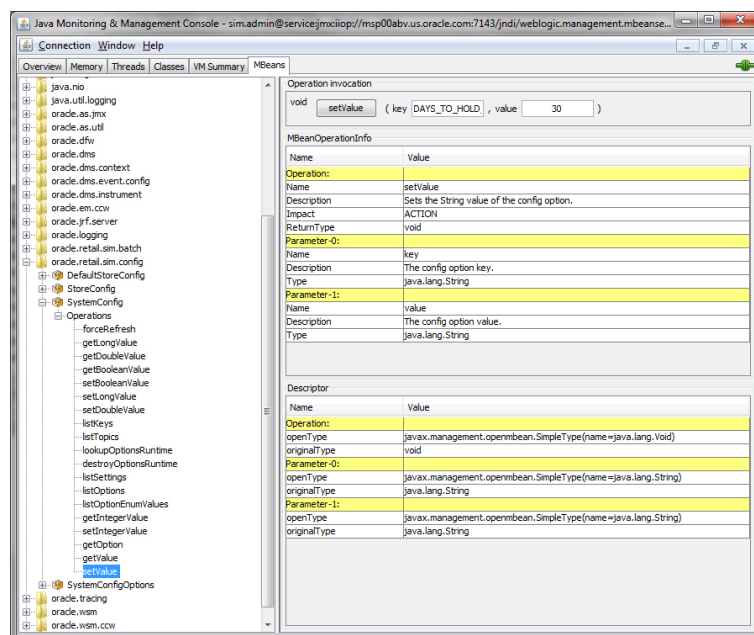 Java Monitoring & Management Console - sim.admin@service:jmx:iiop://msp00abv.us.oracle.com:7143/jndi/weblogic.management.mbeanse...
Connection Window Help
Overview Memory Threads Classes VM Summary MBeans
java.nio
java.util.logging
oracle.as.jmx
oracle.as.util
oracle.dfw
oracle.dms
oracle.dms.context
oracle.dms.event.config
oracle.dms.instrument
oracle.em.ccw
oracle.jrf.server
oracle.logging
oracle.retail.sim.batch
oracle.retail.sim.config
DefaultStoreConfig
StoreConfig
SystemConfig
Operations
forceRefresh
getLongValue
getDoubleValue
getBooleanValue
setBooleanValue
setLongValue
setDoubleValue
listKeys
listTopics
lookupOptionsRuntime
destroyOptionsRuntime
listSettings
listOptions
listOptionEnumValues
getIntegerValue
setIntegerValue
getOption
getValue
setValue
SystemConfigOptions
oracle.tracing
oracle.wsm
oracle.wsm.ccw
Operation invocation
void setValue ( key DAYS_TO_HOLD , value 30 )
MBeanOperationInfo
Name Value
Operation:
Name setValue
Description Sets the String value of the config option.
Impact ACTION
ReturnType void
Parameter-0:
Name key
Description The config option key.
Type java.lang.String
Parameter-1:
Name value
Description The config option value.
Type java.lang.String
Descriptor
Name Value
Operation:
openType javax.management.openmbean.SimpleType(name=java.lang.Void)
originalType void
Parameter-0:
openType javax.management.openmbean.SimpleType(name=java.lang.String)
originalType java.lang.String
Parameter-1:
openType javax.management.openmbean.SimpleType(name=java.lang.String)
originalType java.lang.String